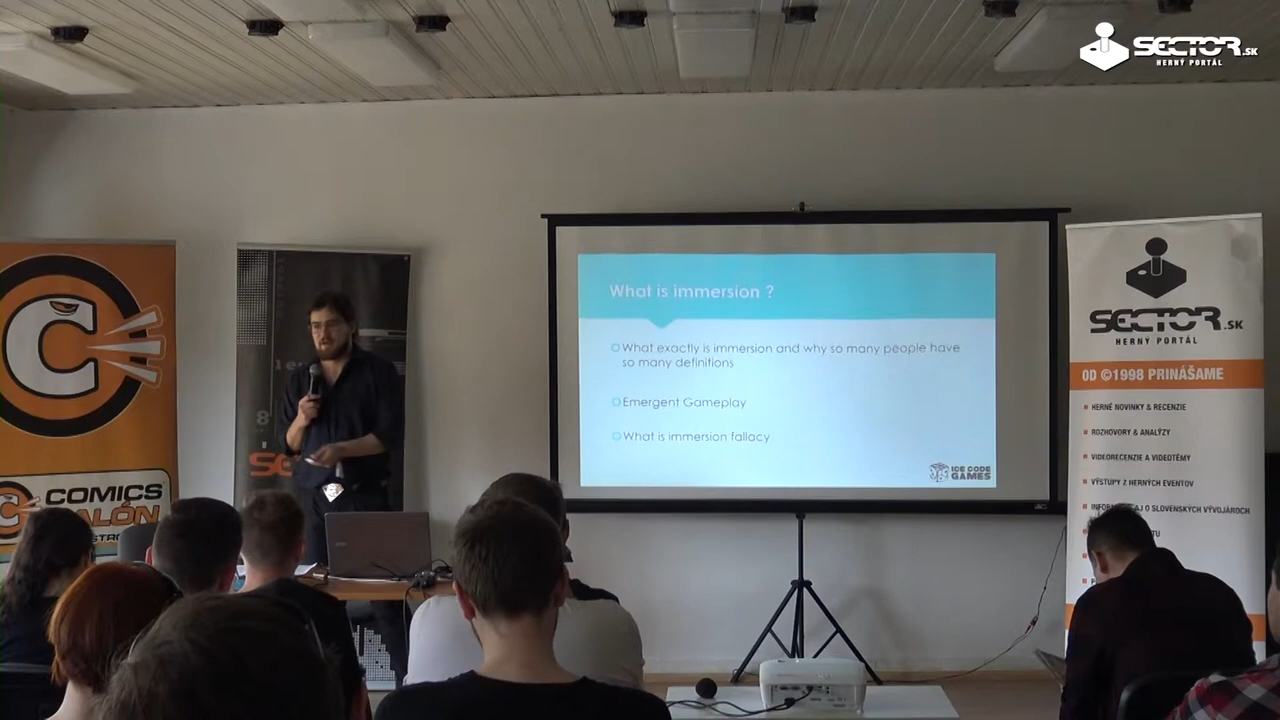 SECTOR.SK
HERNÝ PORTÁL
What is immersion ?
What exactly is immersion and why so many people have
so many definitions
Emergent Gameplay
What is immersion fallacy
ICE CODE
GAMES
SECTOR.SK
HERNÝ PORTÁL
OD ©1998 PRINÁŠAME
HERNÉ NOVINKY & RECENZIE
ROZHOVORY & ANALÝZY
VIDEORECENZIE A VIDEOTÉMY
VÝSTUPY Z HERNÝCH EVENTOV
O SLOVENSKÝCH VÝVOJÁROCH
Č
COMICS